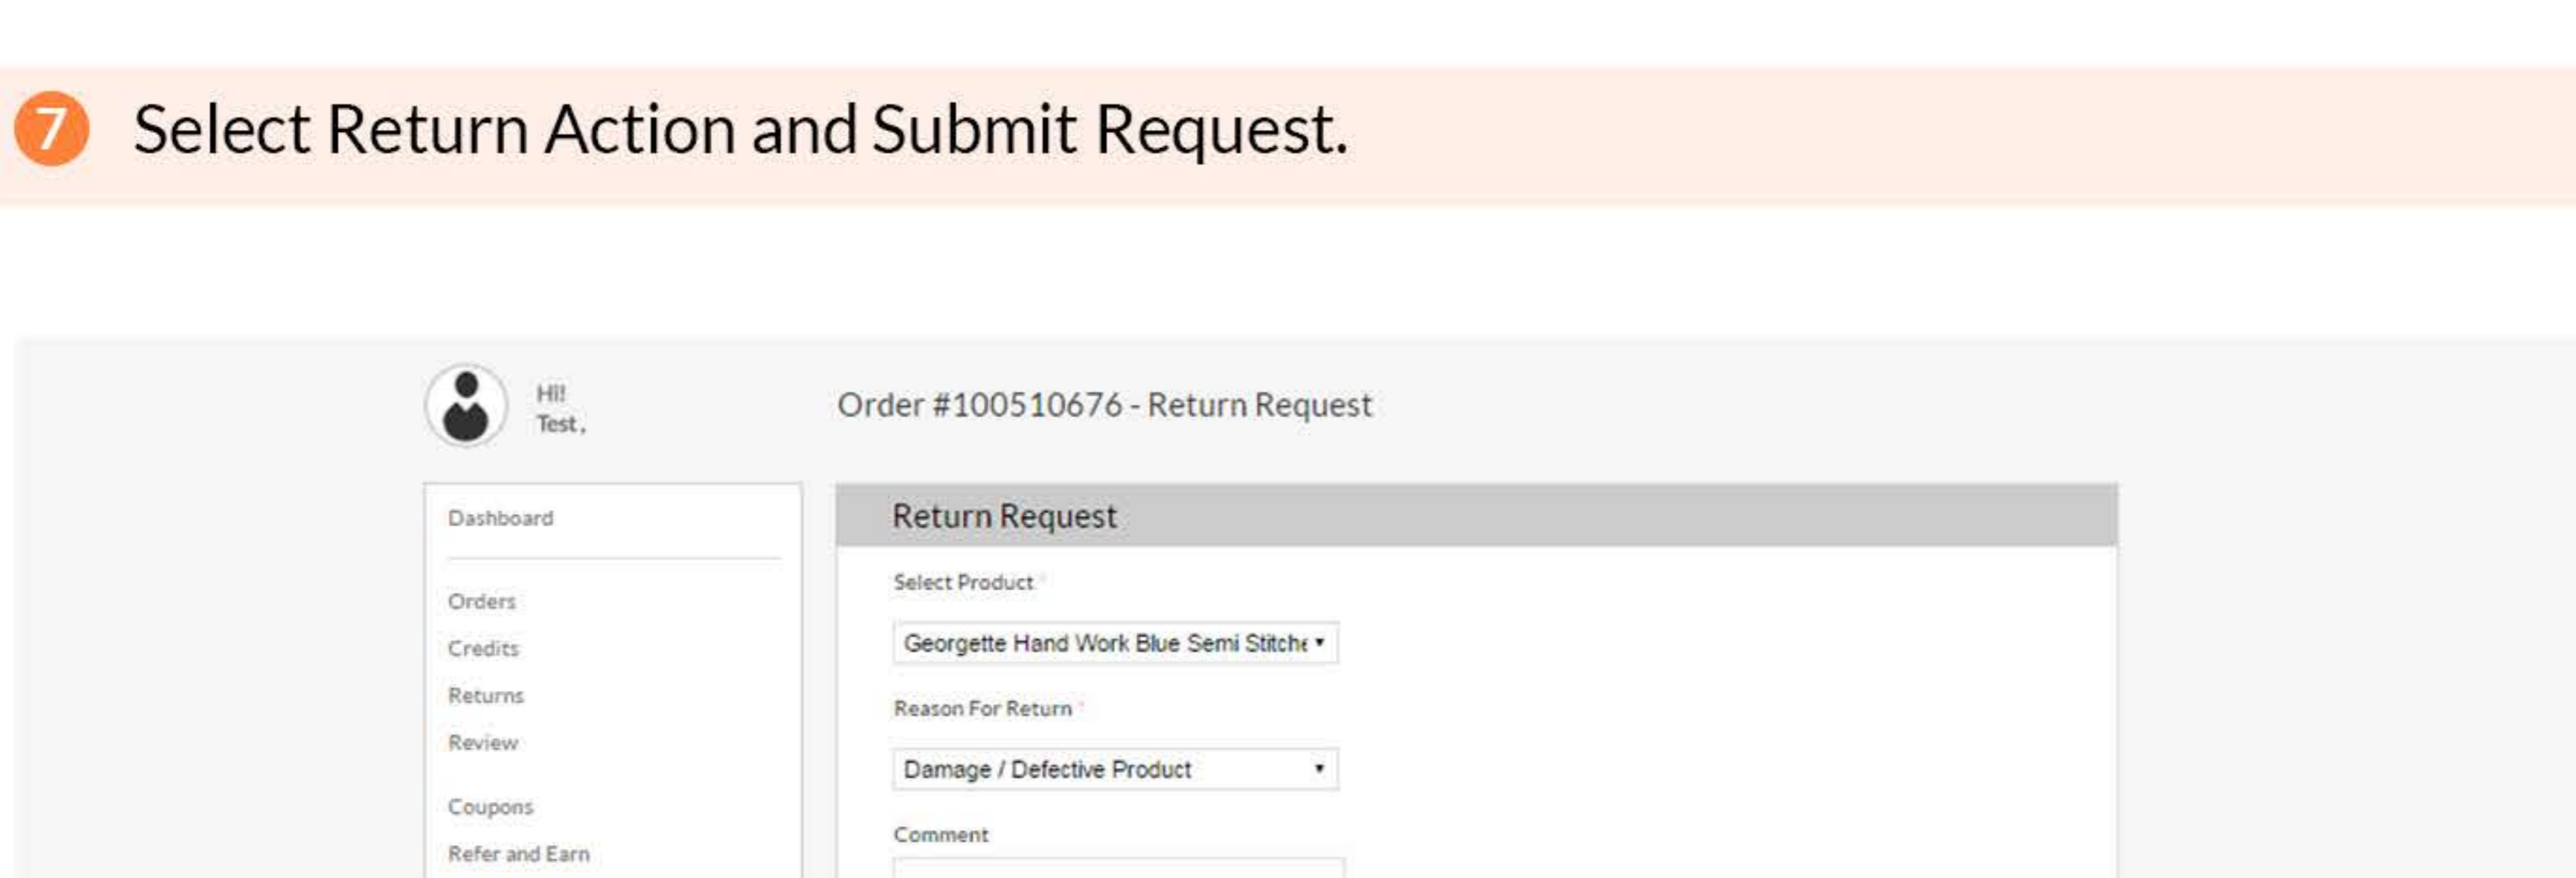 7 Select Return Action and Submit Request.
Hi!
Test,
Order #100510676 - Return Request
Dashboard
Orders
Credits
Returns
Review
Coupons
Refer and Earn
Return Request
Select Product *
Georgette Hand Work Blue Semi Stitche
Reason For Return *
Damage / Defective Product
Comment